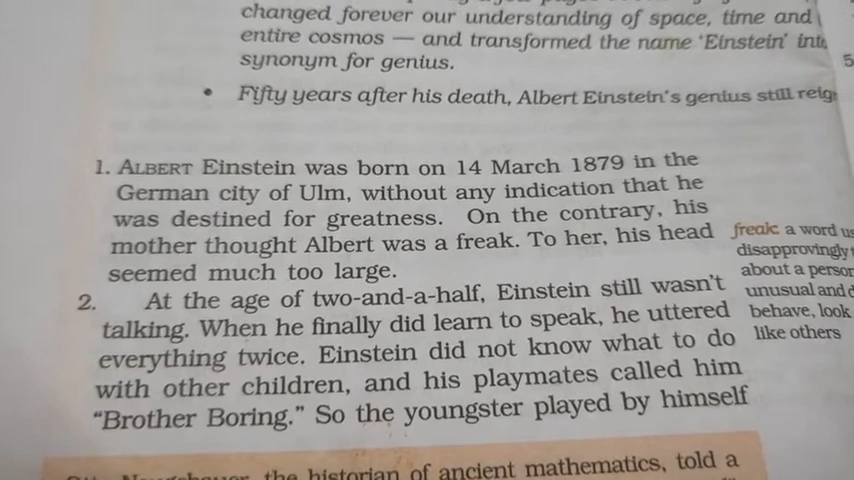 changed forever our understanding of space, time and
entire cosmos — and transformed the name 'Einstein' into
synonym for genius.
• Fifty years after his death, Albert Einstein's genius still reig
5
1. ALBERT Einstein was born on 14 March 1879 in the
German city of Ulm, without any indication that he
was destined for greatness. On the contrary, his
mother thought Albert was a freak. To her, his head
seemed much too large.
freak: a word us
disapprovingly
about a person
unusual and d
behave, look
like others
2. At the age of two-and-a-half, Einstein still wasn't
talking. When he finally did learn to speak, he uttered
everything twice. Einstein did not know what to do
with other children, and his playmates called him
"Brother Boring." So the youngster played by himself
the historian of ancient mathematics, told a